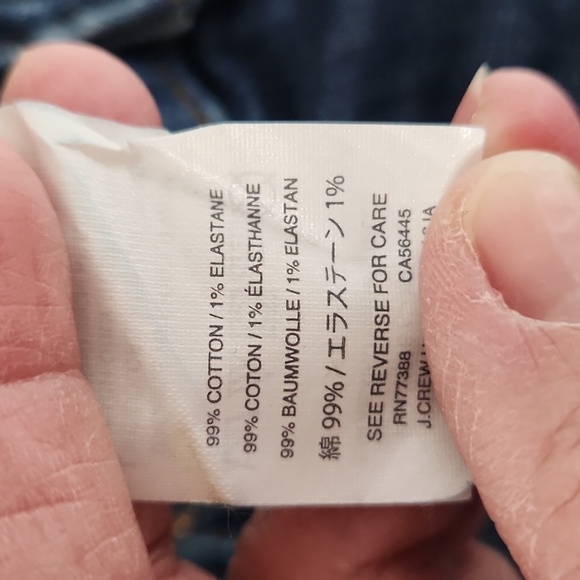 99% COTTON / 1% ELASTANE
99% COTON / 1% ÉLASTHANNE
99% BAUMWOLLE / 1% ELASTAN
綿 99% / エラステーン 1%
SEE REVERSE FOR CARE
RN77388 CA56445
J.CREW